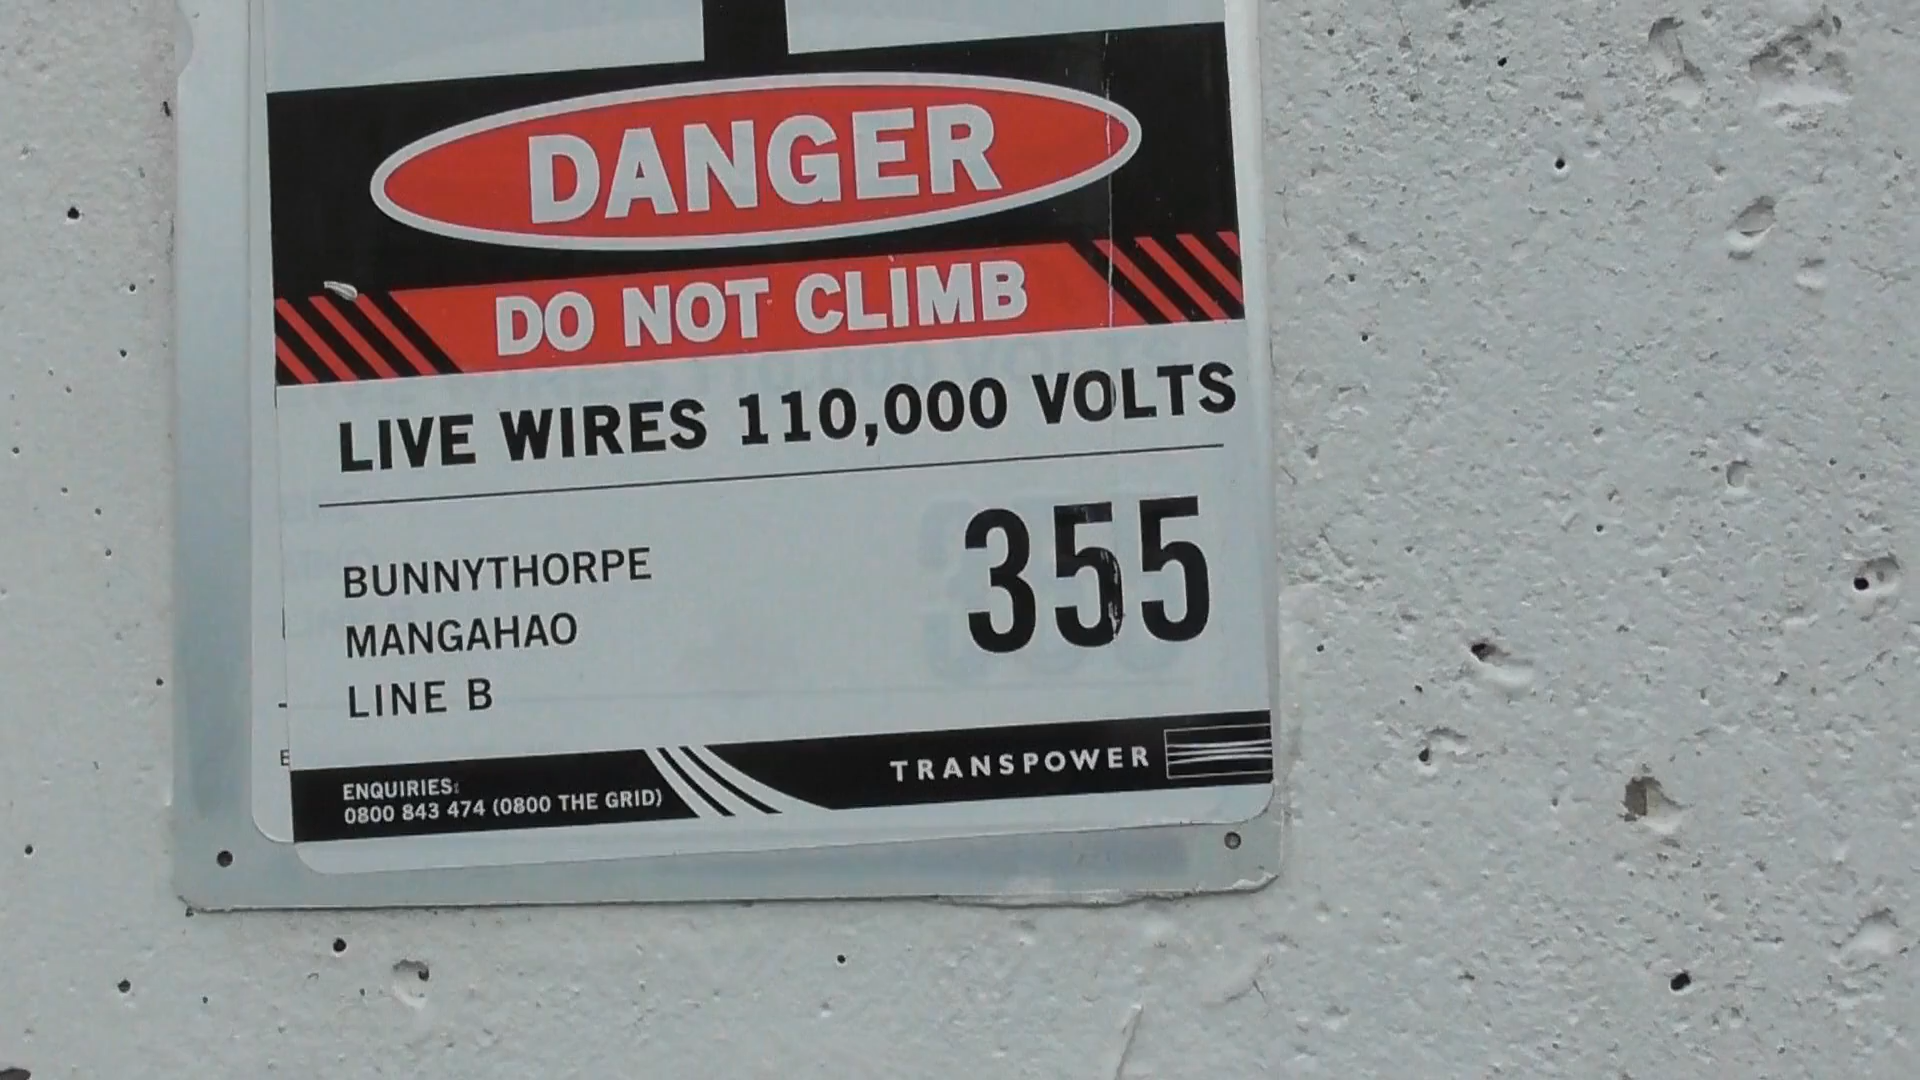 DANGER
DO NOT CLIMB
LIVE WIRES 110,000 VOLTS
355
BUNNYTHORPE
MANGAHAO
LINE B
ENQUIRIES:
0800 843 474 (0800 THE GRID)
TRANSPOWER